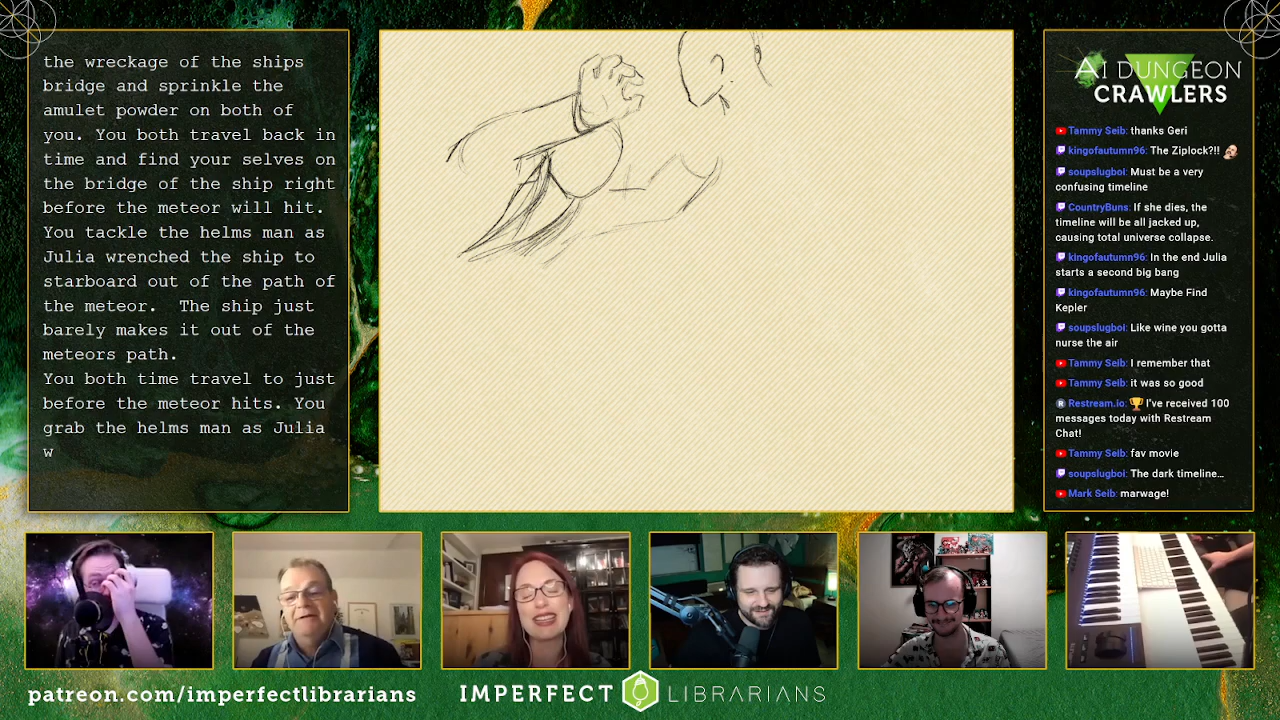 the wreckage of the ships
bridge and sprinkle the
amulet powder on both of
you. You both travel back in
time and find your selves on
the bridge of the ship right
before the meteor will hit.
You tackle the helms man as
Julia wrenched the ship to
starboard out of the path of
the meteor.  The ship just
barely makes it out of the
meteors path.
You both time travel to just
before the meteor hits. You
grab the helms man as Julia
w
AI DUNGEON
CRAWLERS
Tammy Seib: thanks Geri
kingofautumn96: The Ziplock?!!
soupslugboi: Must be a very
confusing timeline
CountryBuns: If she dies, the
timeline will be all jacked up,
causing total universe collapse.
kingofautumn96: In the end Julia
starts a second big bang
kingofautumn96: Maybe Find
Kepler
soupslugboi: Like wine you gotta
nurse the air
Tammy Seib: I remember that
Tammy Seib: it was so good
Restream.io: 🏆 I've received 100
messages today with Restream
Chat!
Tammy Seib: fav movie
soupslugboi: The dark timeline...
Mark Seib: marwage!
patreon.com/imperfectlibrarians
IMPERFECT LIBRARIANS